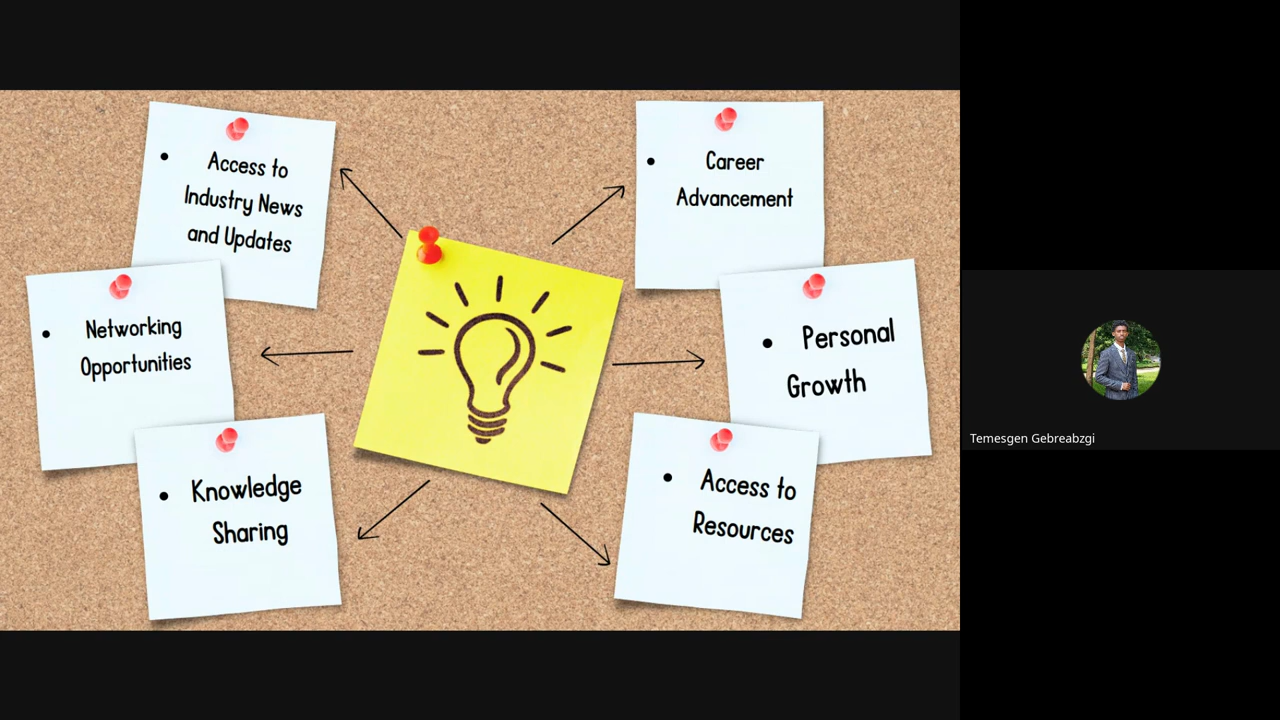 • Access to
Industry News
and Updates
• Networking
Opportunities
• Knowledge
Sharing
• Career
Advancement
• Personal
Growth
• Access to
Resources
Temesgen Gebreabzgi